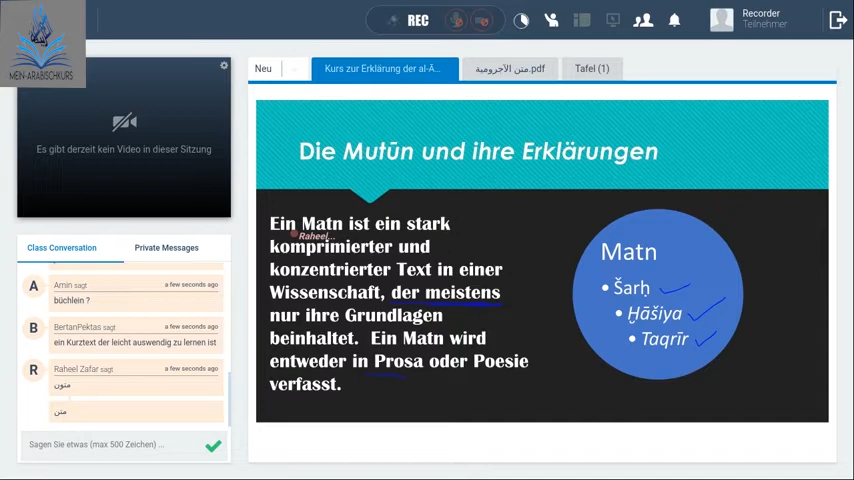 REC
Recorder
Teilnehmer
MEIN-ARABISCHKURS
Neu
Kurs zur Erklärung der al-Ā...
متن الآجرومية.pdf
Tafel (1)
Es gibt derzeit kein Video in dieser Sitzung
Class Conversation
Private Messages
A
Amin sagt
a few seconds ago
büchlein ?
B
BertanPektas sagt
a few seconds ago
ein Kurztext der leicht auswendig zu lernen ist
R
Raheel Zafar sagt
a few seconds ago
متون
متن
Sagen Sie etwas (max 500 Zeichen) ...
Die Mutūn und ihre Erklärungen
Ein Matn ist ein stark
Raheel...
komprimierter und
konzentrierter Text in einer
Wissenschaft, der meistens
nur ihre Grundlagen
beinhaltet. Ein Matn wird
entweder in Prosa oder Poesie
verfasst.
Matn
• Šarḥ
• Ḫāšiya
• Taqrīr